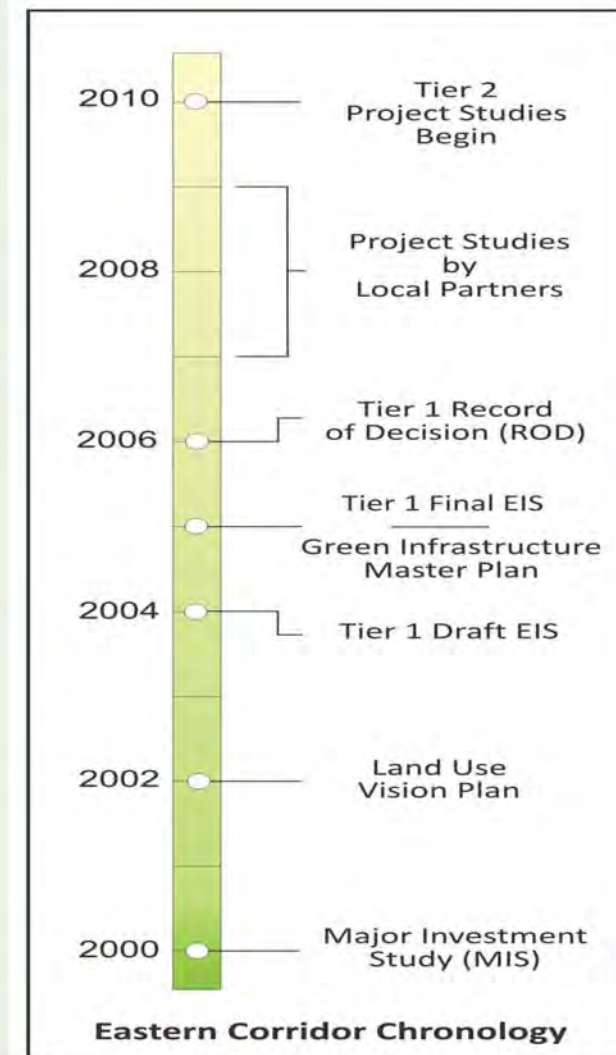 2010
Tier 2
Project Studies
Begin
2008
Project Studies
by
Local Partners
2006
Tier 1 Record
of Decision (ROD)
Tier 1 Final EIS
Green Infrastructure
Master Plan
2004
Tier 1 Draft EIS
2002
Land Use
Vision Plan
2000
Major Investment
Study (MIS)
Eastern Corridor Chronology